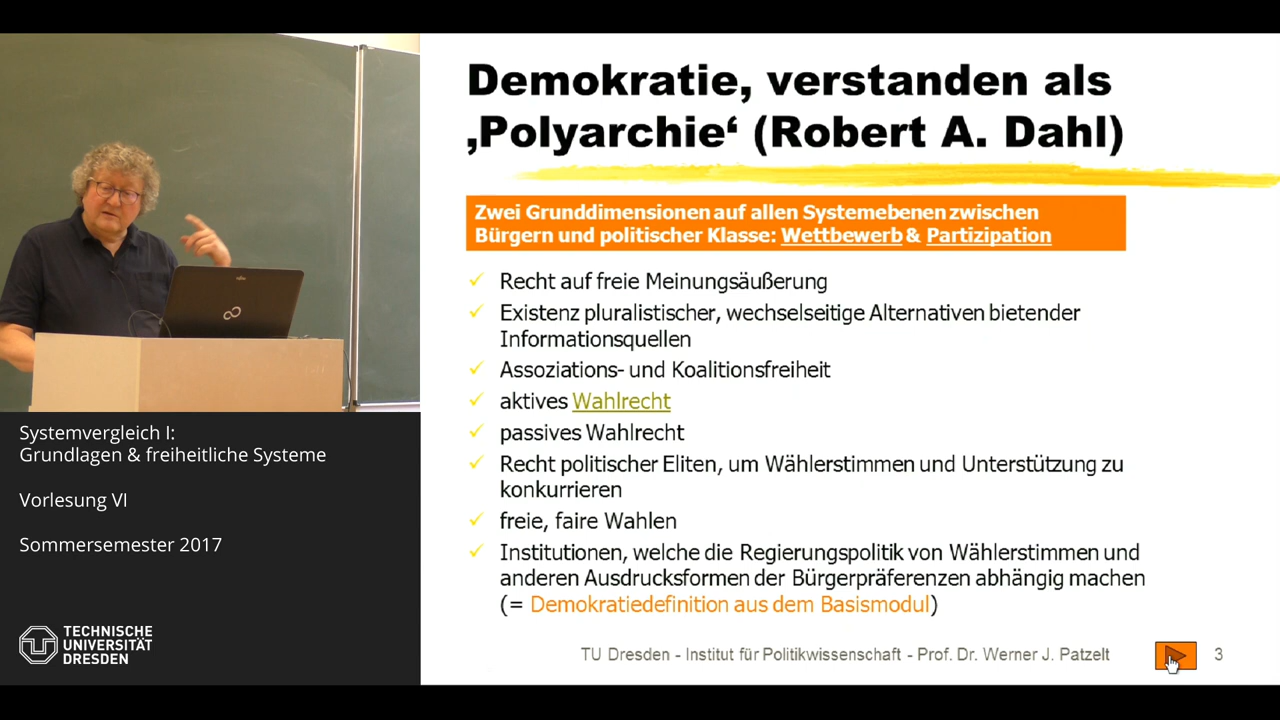 Demokratie, verstanden als
‚Polyarchie‘ (Robert A. Dahl)
Zwei Grunddimensionen auf allen Systemebenen zwischen
Bürgern und politischer Klasse: Wettbewerb & Partizipation
Recht auf freie Meinungsäußerung
Existenz pluralistischer, wechselseitige Alternativen bietender
Informationsquellen
Assoziations- und Koalitionsfreiheit
aktives Wahlrecht
passives Wahlrecht
Recht politischer Eliten, um Wählerstimmen und Unterstützung zu
konkurrieren
freie, faire Wahlen
Institutionen, welche die Regierungspolitik von Wählerstimmen und
anderen Ausdrucksformen der Bürgerpräferenzen abhängig machen
(= Demokratiedefinition aus dem Basismodul)
TU Dresden - Institut für Politikwissenschaft - Prof. Dr. Werner J. Patzelt
3
Systemvergleich I:
Grundlagen & freiheitliche Systeme
Vorlesung VI
Sommersemester 2017
TECHNISCHE
UNIVERSITÄT
DRESDEN